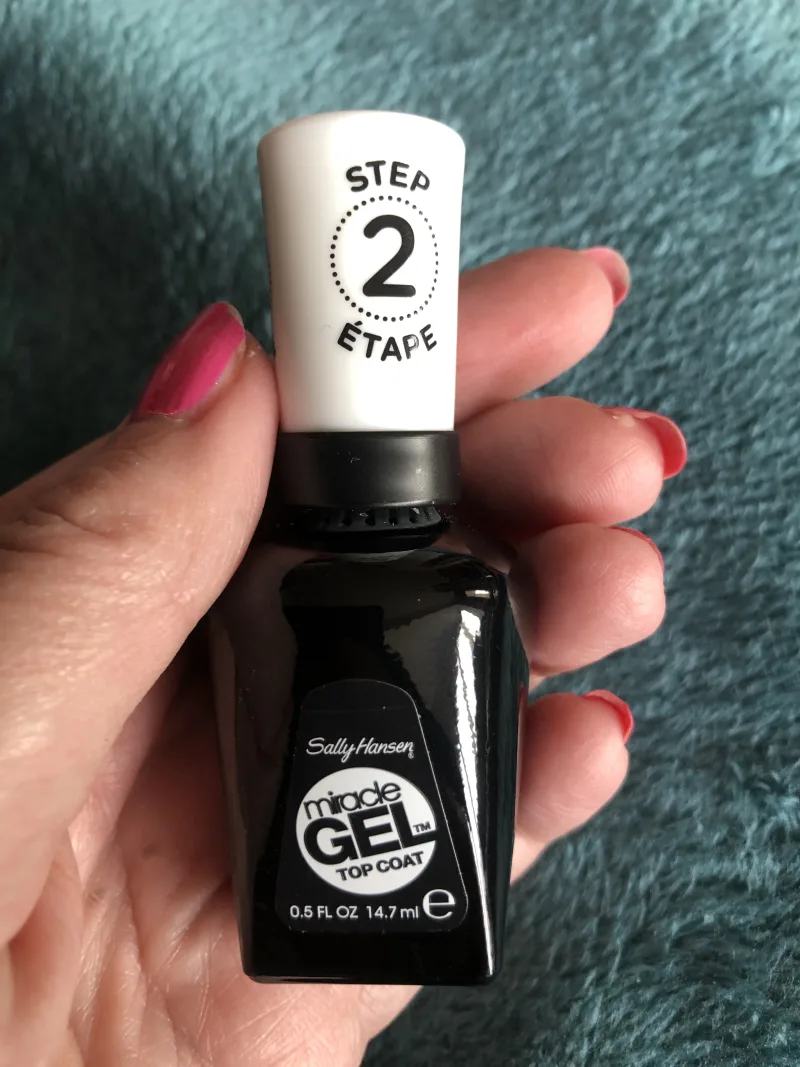 STEP
2
ÉTAPE
Sally Hansen®
miracle
GEL™
TOP COAT
0.5 FL OZ 14.7 ml ℮